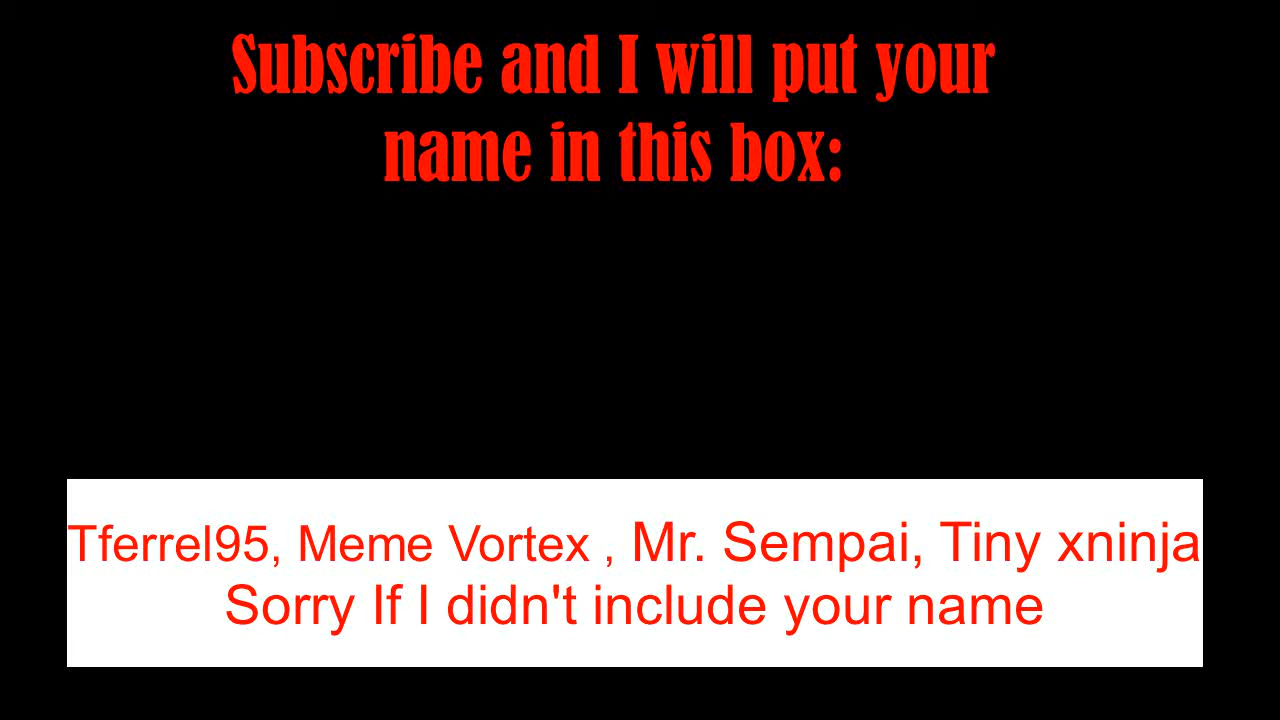 Subscribe and I will put your
name in this box:
Tferrel95, Meme Vortex , Mr. Sempai, Tiny xninja
Sorry If I didn't include your name